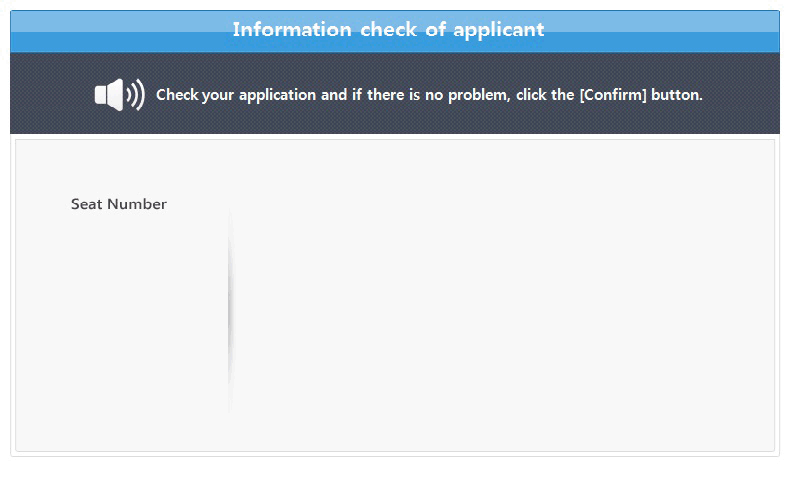 Information check of applicant
Check your application and if there is no problem, click the [Confirm] button.
Seat Number